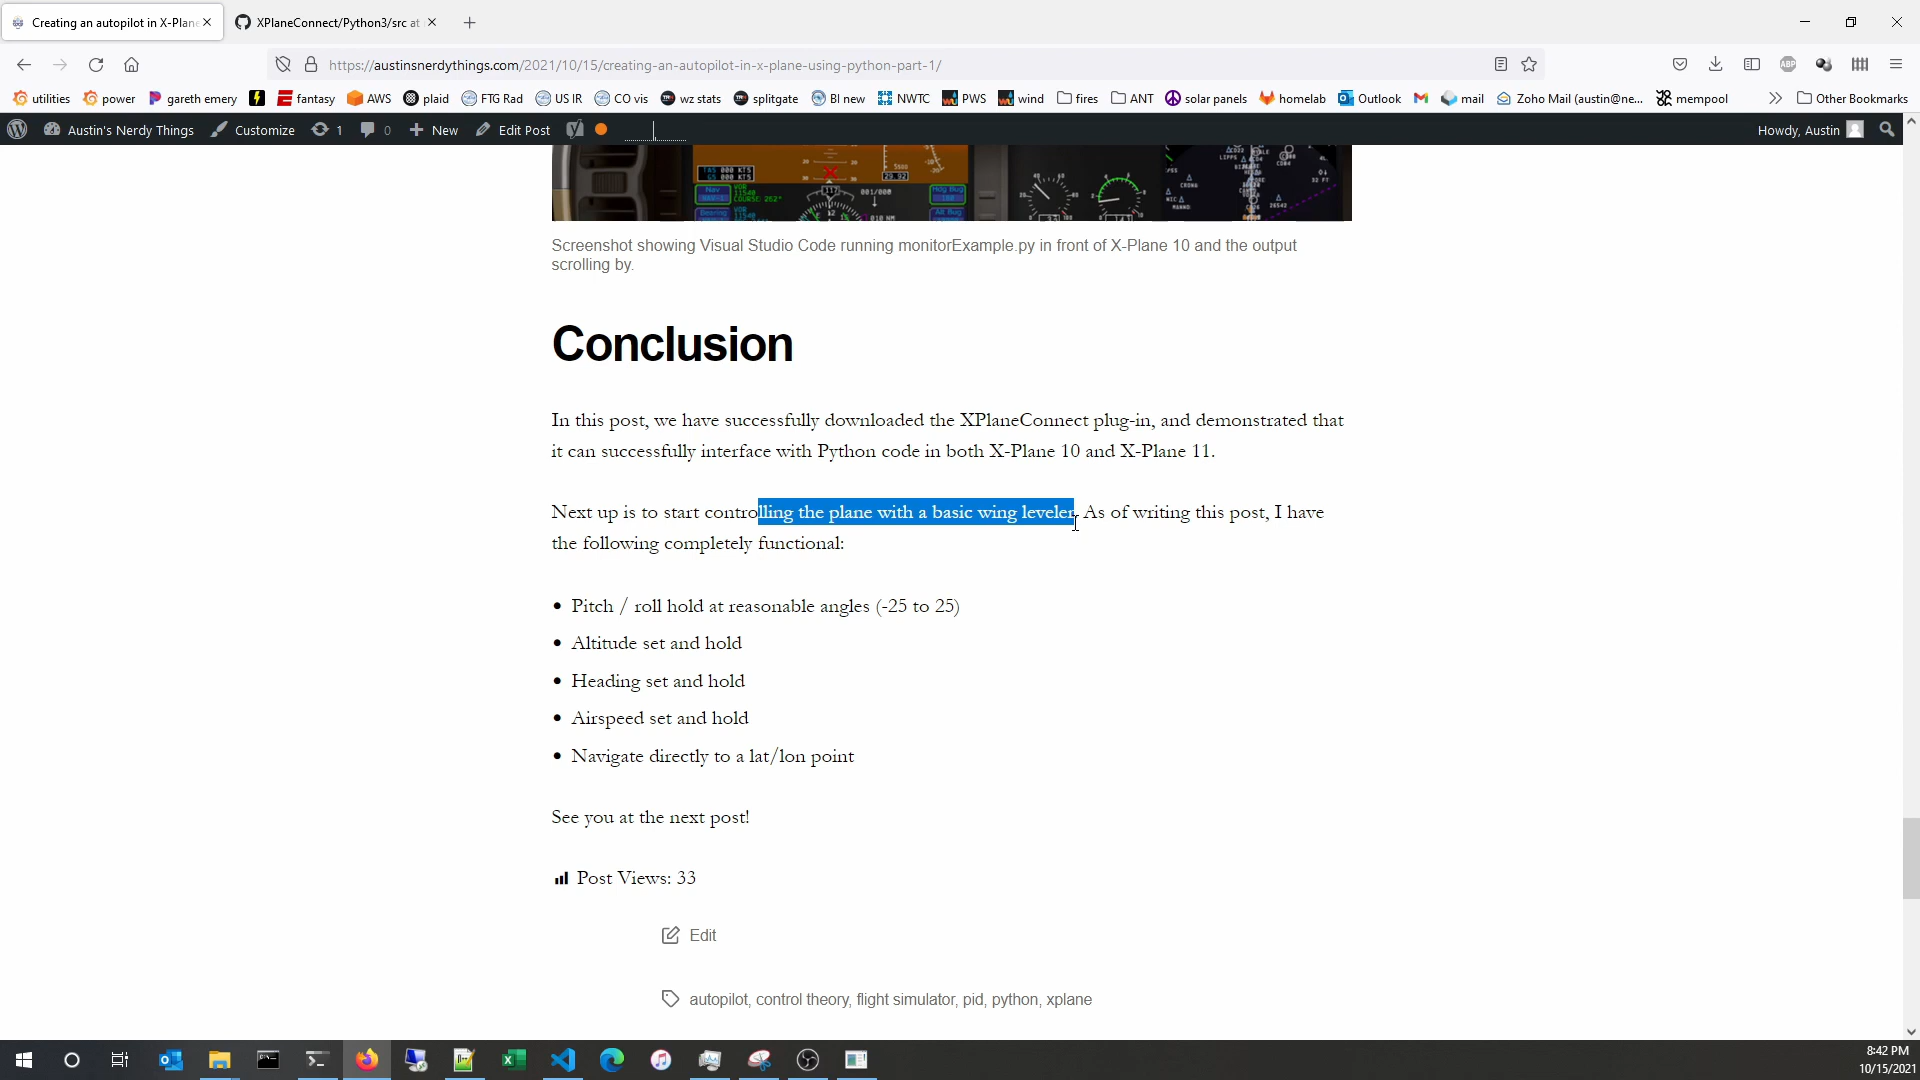 Creating an autopilot in X-Plane
XPlaneConnect/Python3/src at
https://austinsnerdythings.com/2021/10/15/creating-an-autopilot-in-x-plane-using-python-part-1/
utilities power gareth emery fantasy AWS plaid FTG Rad US IR CO vis wz stats splitgate BI new NWTC PWS wind fires ANT solar panels homelab Outlook mail Zoho Mail (austin@ne... mempool Other Bookmarks
Austin's Nerdy Things Customize 1 0 New Edit Post Howdy, Austin
TAS 000 KTS
GS 000 KTS
29.92
Screenshot showing Visual Studio Code running monitorExample.py in front of X-Plane 10 and the output
scrolling by.
Conclusion
In this post, we have successfully downloaded the XPlaneConnect plug-in, and demonstrated that
it can successfully interface with Python code in both X-Plane 10 and X-Plane 11.
Next up is to start controlling the plane with a basic wing leveler. As of writing this post, I have
the following completely functional:
• Pitch / roll hold at reasonable angles (-25 to 25)
• Altitude set and hold
• Heading set and hold
• Airspeed set and hold
• Navigate directly to a lat/lon point
See you at the next post!
Post Views: 33
Edit
autopilot, control theory, flight simulator, pid, python, xplane
8:42 PM
10/15/2021